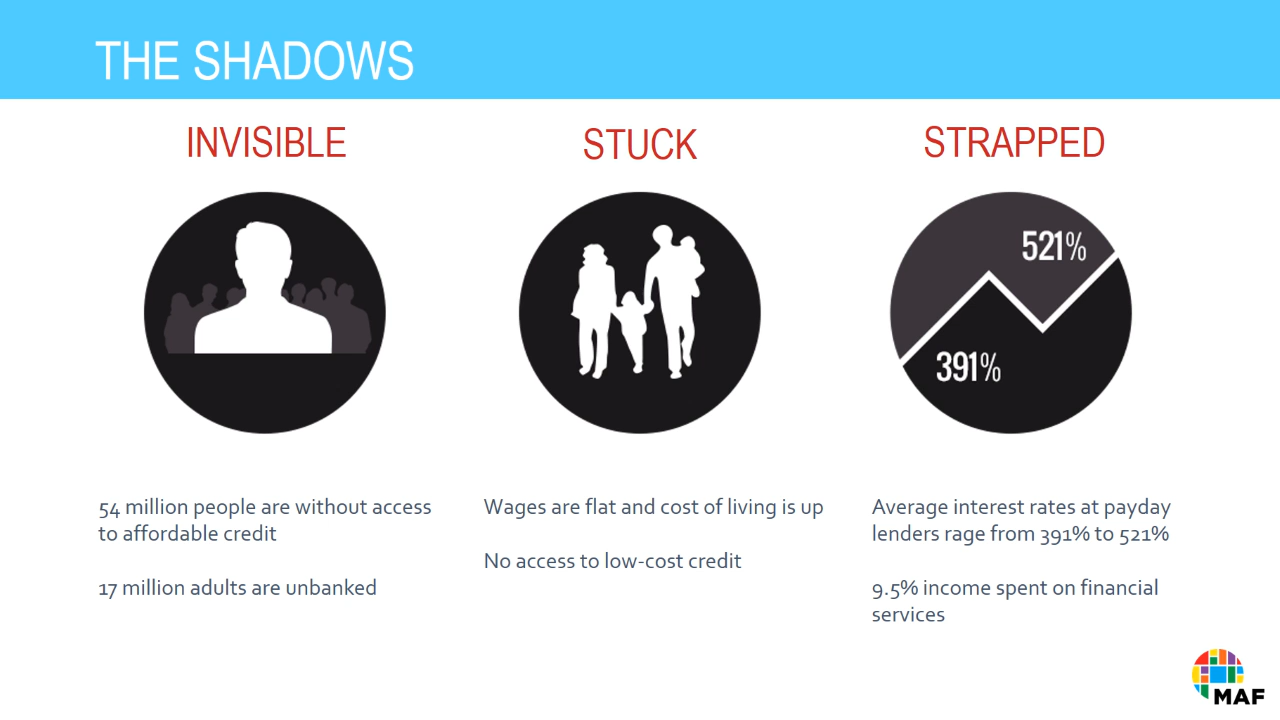 THE SHADOWS
INVISIBLE
54 million people are without access
to affordable credit
17 million adults are unbanked
STUCK
Wages are flat and cost of living is up
No access to low-cost credit
STRAPPED
521%
391%
Average interest rates at payday
lenders rage from 391% to 521%
9.5% income spent on financial
services
MAF